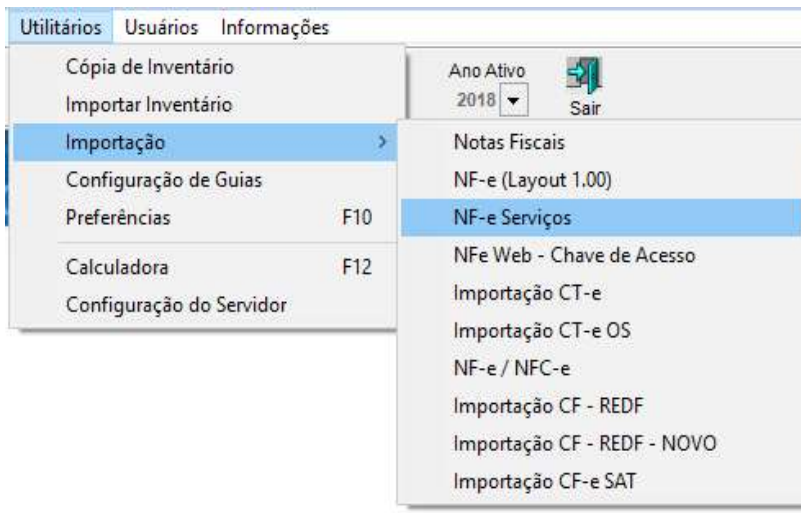 Utilitários Usuários Informações
Cópia de Inventário
Importar Inventário
Importação >
Configuração de Guias
Preferências F10
Calculadora F12
Configuração do Servidor
Ano Ativo
2018
Sair
Notas Fiscais
NF-e (Layout 1.00)
NF-e Serviços
NFe Web - Chave de Acesso
Importação CT-e
Importação CT-e OS
NF-e / NFC-e
Importação CF - REDF
Importação CF - REDF - NOVO
Importação CF-e SAT